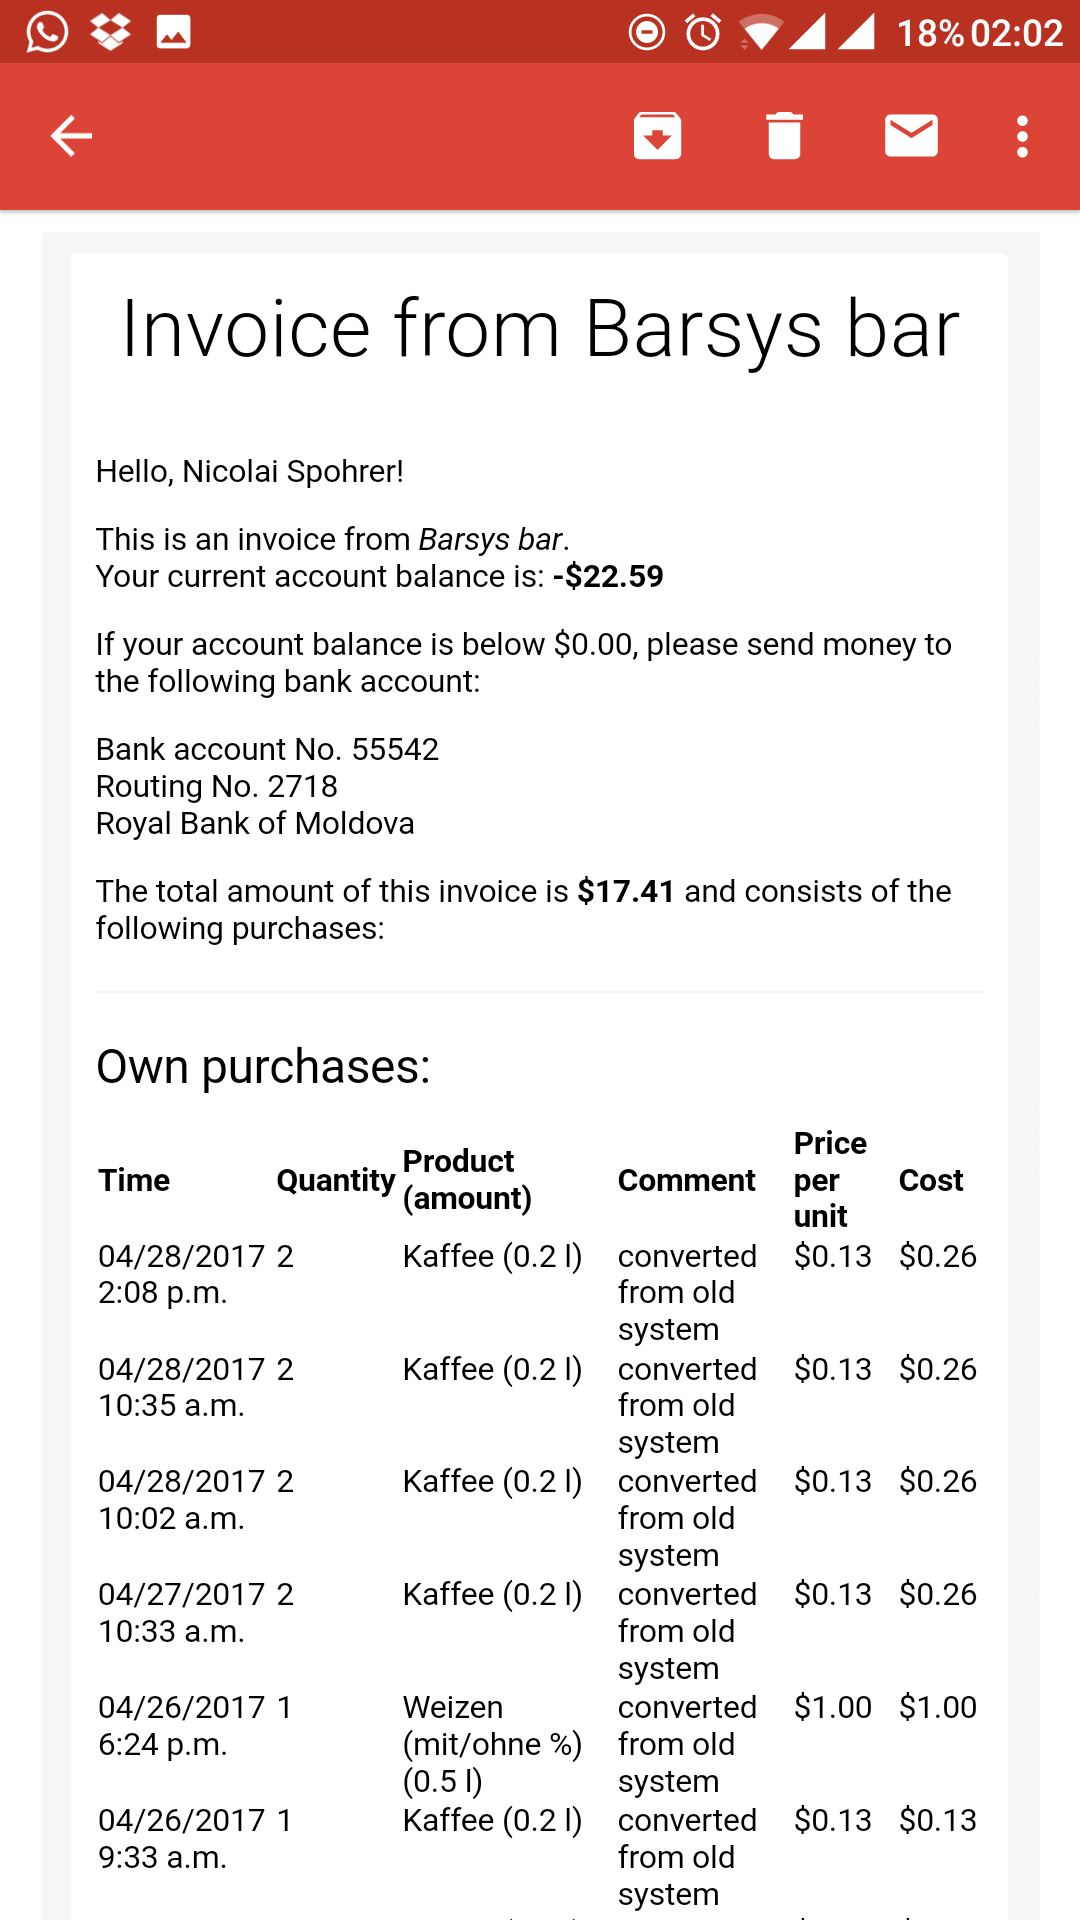 18% 02:02
Invoice from Barsys bar
Hello, Nicolai Spohrer!
This is an invoice from Barsys bar.
Your current account balance is: -$22.59
If your account balance is below $0.00, please send money to
the following bank account:
Bank account No. 55542
Routing No. 2718
Royal Bank of Moldova
The total amount of this invoice is $17.41 and consists of the
following purchases:
Own purchases:
Time Quantity Product (amount) Comment Price per unit Cost
04/28/2017 2 Kaffee (0.2 l) converted $0.13 $0.26
2:08 p.m. from old
system
04/28/2017 2 Kaffee (0.2 l) converted $0.13 $0.26
10:35 a.m. from old
system
04/28/2017 2 Kaffee (0.2 l) converted $0.13 $0.26
10:02 a.m. from old
system
04/27/2017 2 Kaffee (0.2 l) converted $0.13 $0.26
10:33 a.m. from old
system
04/26/2017 1 Weizen converted $1.00 $1.00
6:24 p.m. (mit/ohne %) from old
(0.5 l) system
04/26/2017 1 Kaffee (0.2 l) converted $0.13 $0.13
9:33 a.m. from old
system